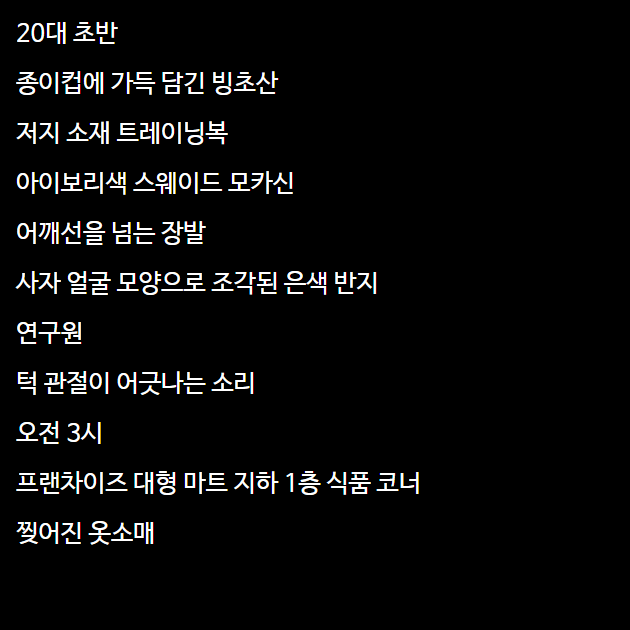 20대 초반
종이컵에 가득 담긴 빙초산
저지 소재 트레이닝복
아이보리색 스웨이드 모카신
어깨선을 넘는 장발
사자 얼굴 모양으로 조각된 은색 반지
연구원
턱 관절이 어긋나는 소리
오전 3시
프랜차이즈 대형 마트 지하 1층 식품 코너
찢어진 옷소매